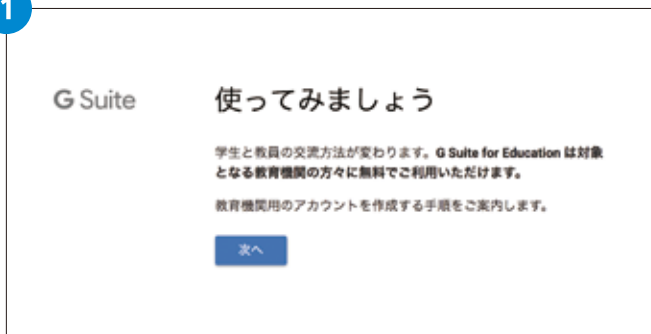 1
G Suite
使ってみましょう
学生と教員の交流方法が変わります。G Suite for Education は対象
となる教育機関の方々に無料でご利用いただけます。
教育機関用のアカウントを作成する手順をご案内します。
次へ